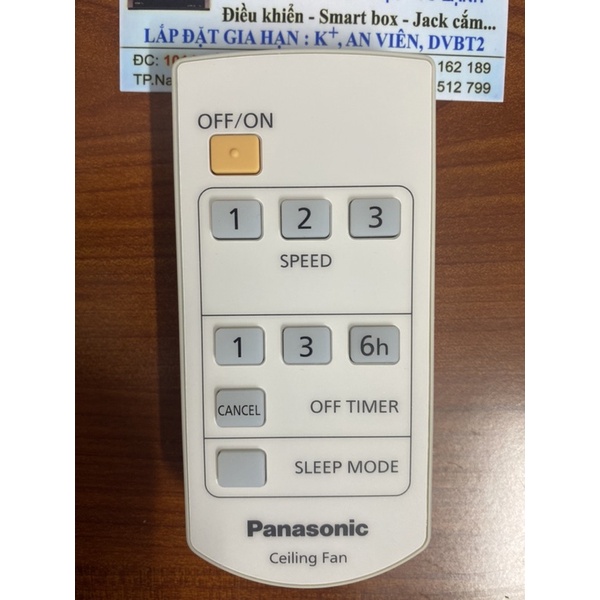 Điều khiển - Smart box - Jack cắm...
LẮP ĐẶT GIA HẠN : K+, AN VIÊN, DVBT2
ĐC: 162 189
TP.Na 512 799
OFF/ON
1 2 3
SPEED
1 3 6h
CANCEL OFF TIMER
SLEEP MODE
Panasonic
Ceiling Fan